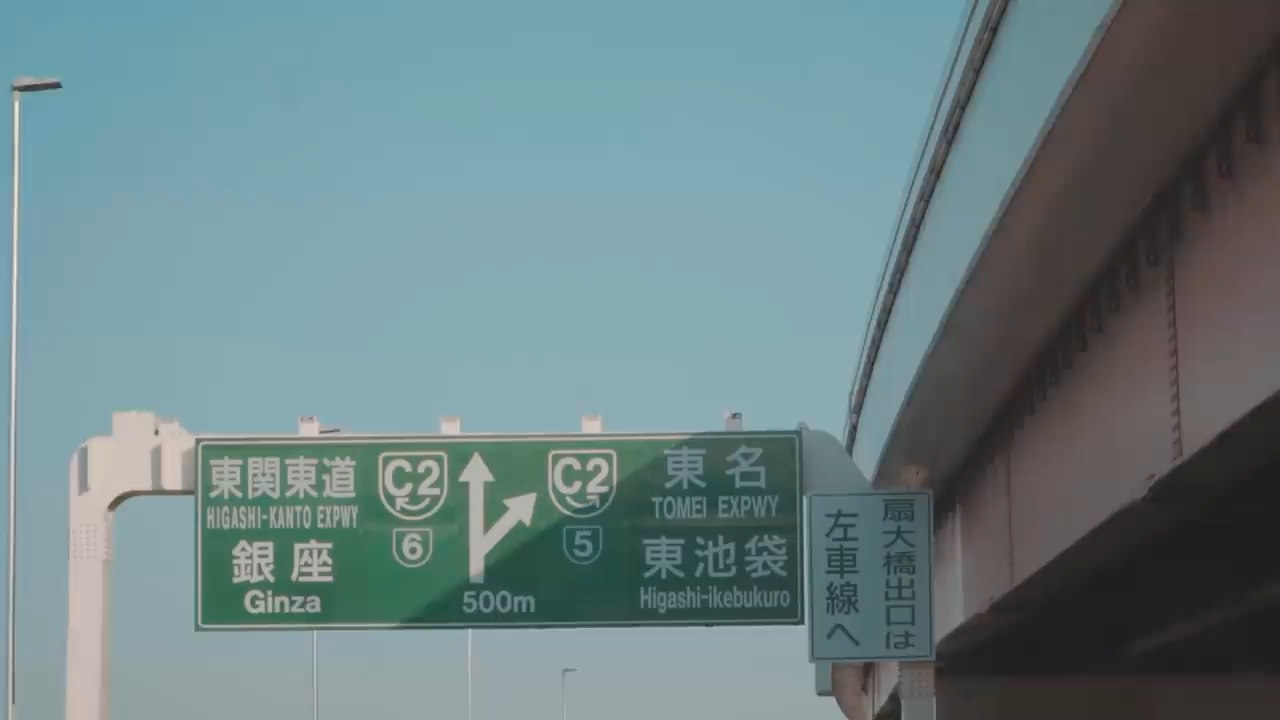 東関東道
HIGASHI-KANTO EXPWY
銀座
Ginza
C2
6
500m
C2
5
東名
TOMEI EXPWY
東池袋
Higashi-ikebukuro
扇大橋出口は
左車線へ